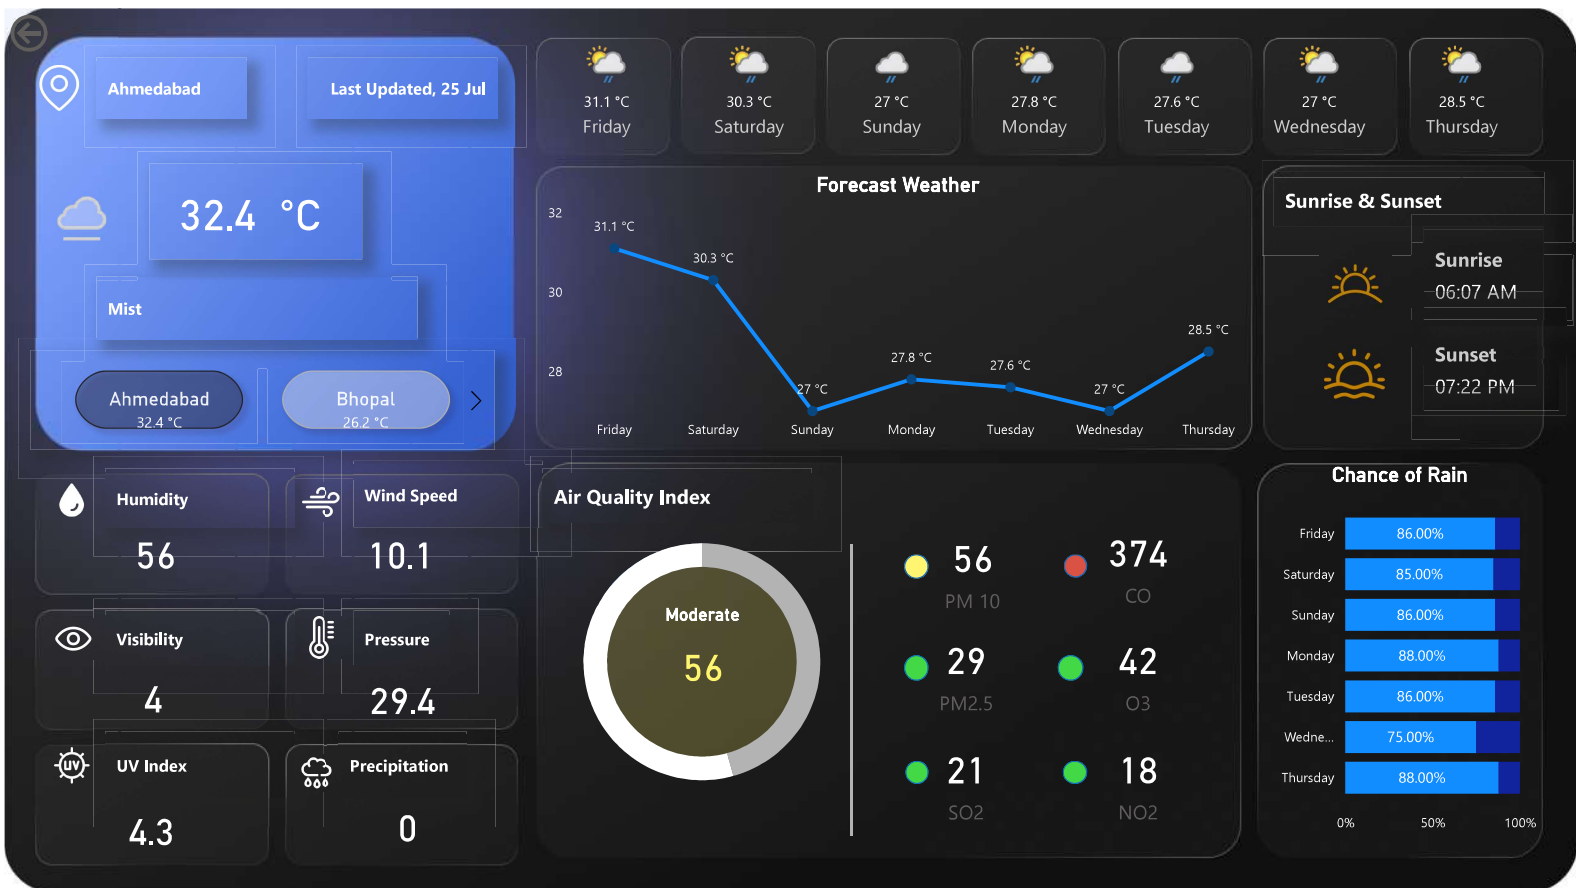 Ahmedabad
Last Updated, 25 Jul
32.4 °C
Mist
Ahmedabad
32.4 °C
Bhopal
26.2 °C
31.1 °C
Friday
30.3 °C
Saturday
27 °C
Sunday
27.8 °C
Monday
27.6 °C
Tuesday
27 °C
Wednesday
28.5 °C
Thursday
Forecast Weather
32
30
28
31.1 °C
30.3 °C
27 °C
27.8 °C
27.6 °C
27 °C
28.5 °C
Friday
Saturday
Sunday
Monday
Tuesday
Wednesday
Thursday
Sunrise & Sunset
Sunrise
06:07 AM
Sunset
07:22 PM
Humidity
56
Wind Speed
10.1
Visibility
4
Pressure
29.4
UV
UV Index
4.3
Precipitation
0
Air Quality Index
Moderate
56
56
PM 10
374
CO
29
PM2.5
42
O3
21
SO2
18
NO2
Chance of Rain
Friday 86.00%
Saturday 85.00%
Sunday 86.00%
Monday 88.00%
Tuesday 86.00%
Wedne... 75.00%
Thursday 88.00%
0% 50% 100%